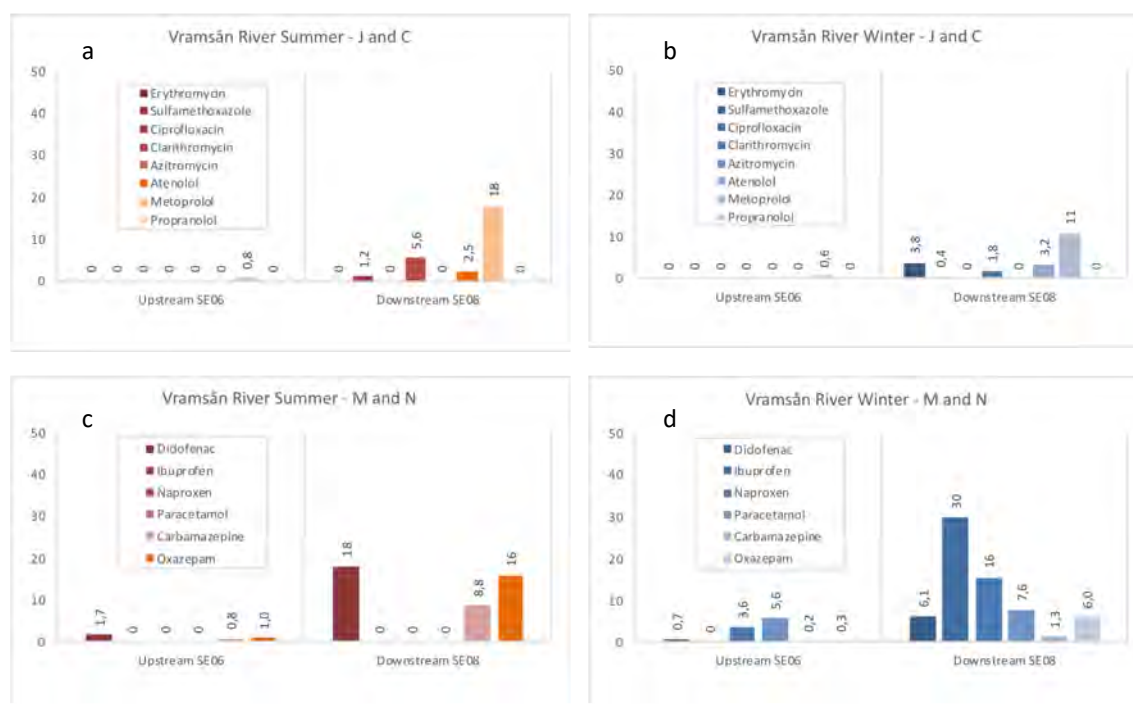 a
Vramsån River Summer - J and C
50
40
30
20
10
0
Erythromycin
Sulfamethoxazole
Ciprofloxacin
Clarithromycin
Azitromycin
Atenolol
Metoprolol
Propranolol
0 0 0 0 0 0 0,8 0
0 1,2 0 5,6 0 2,5 18 0
Upstream SE06 Downstream SE08
b
Vramsån River Winter - J and C
50
40
30
20
10
0
Erythromycin
Sulfamethoxazole
Ciprofloxacin
Clarithromycin
Azitromycin
Atenolol
Metoprolol
Propranolol
0 0 0 0 0 0 0,6 0
3,8 0,4 0 1,8 0 3,2 11 0
Upstream SE06 Downstream SE08
c
Vramsån River Summer - M and N
50
40
30
20
10
0
Diclofenac
Ibuprofen
Naproxen
Paracetamol
Carbamazepine
Oxazepam
1,7 0 0 0 0,8 1,0
18 0 0 0 8,8 16
Upstream SE06 Downstream SE08
d
Vramsån River Winter - M and N
50
40
30
20
10
0
Diclofenac
Ibuprofen
Naproxen
Paracetamol
Carbamazepine
Oxazepam
0,7 0 3,6 5,6 0,2 0,3
6,1 30 16 7,6 1,3 6,0
Upstream SE06 Downstream SE08